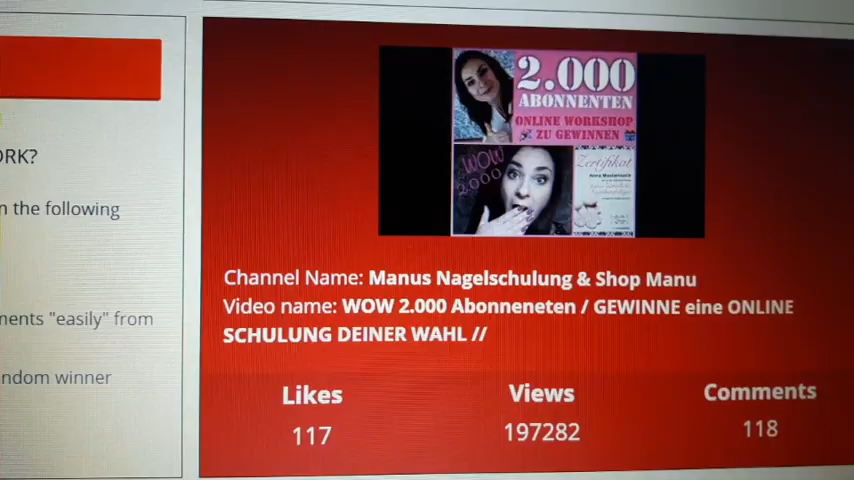 2.000
ABONNENTEN
ONLINE WORKSHOP
ZU GEWINNEN
WOW
2.000
Zertifikat
ORK?
n the following
ments "easily" from
ndom winner
Channel Name: Manus Nagelschulung & Shop Manu
Video name: WOW 2.000 Abonneneten / GEWINNE eine ONLINE
SCHULUNG DEINER WAHL //
Likes
Views
Comments
117
197282
118